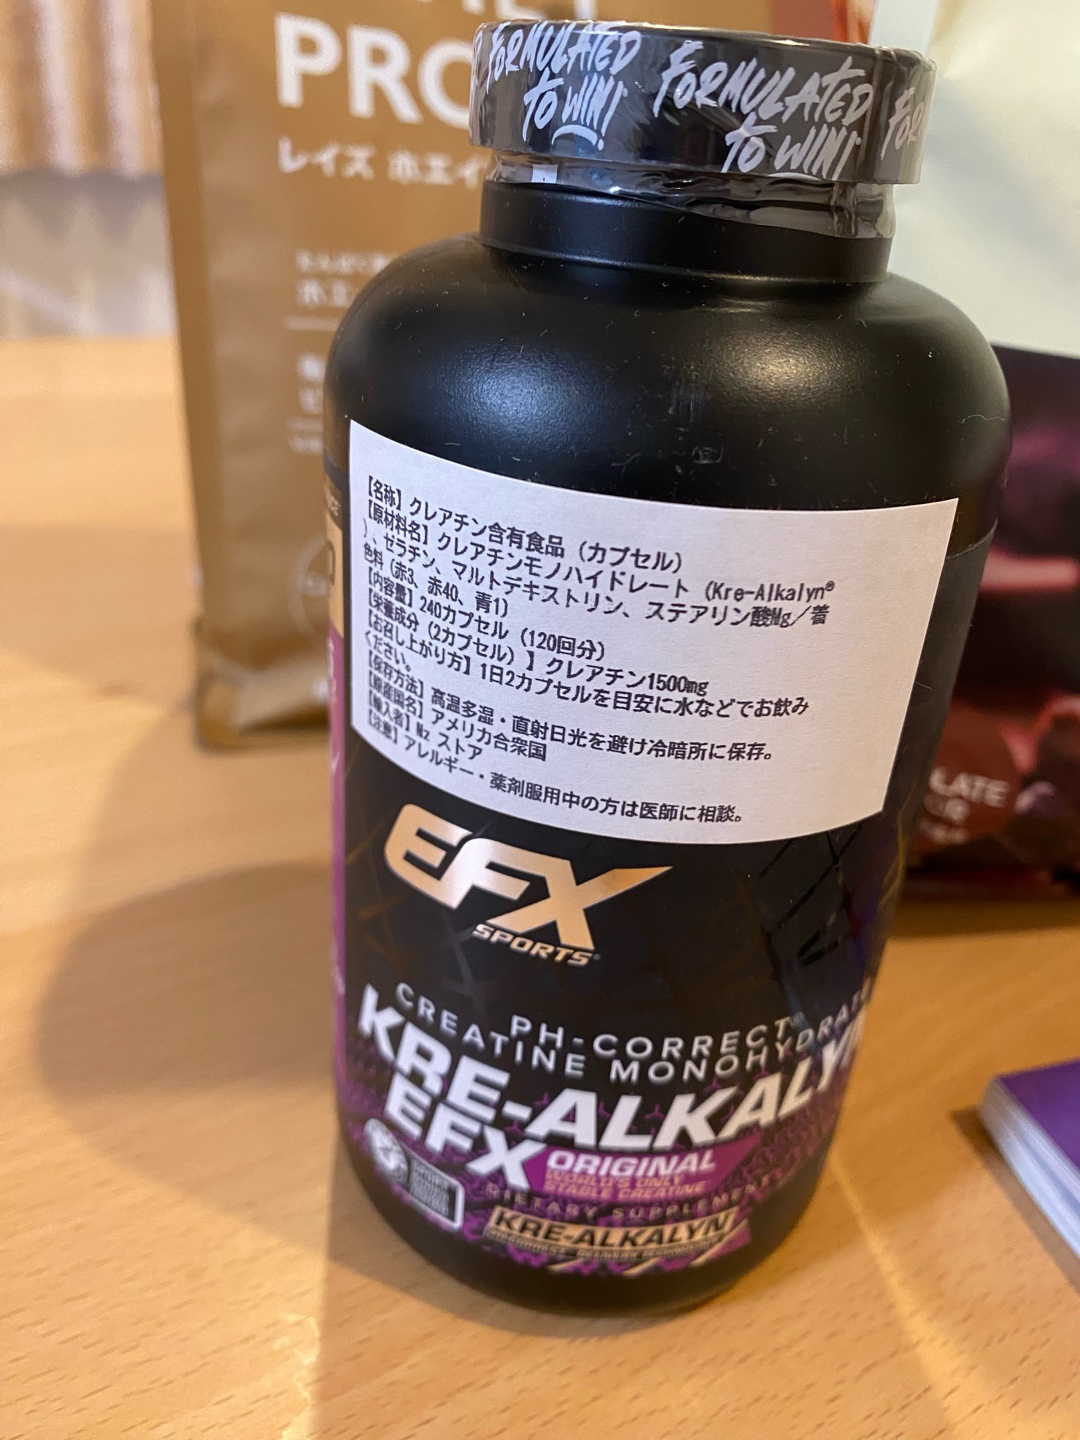 PRO
レイズ ホエイ
FORMULATED FORMULATED FOR
TO WIN! TO WIN!
【名称】クレアチン含有食品（カプセル）
【原材料名】クレアチンモノハイドレート（Kre-Alkalyn®
）、ゼラチン、マルトデキストリン、ステアリン酸Mg／着
色料（赤3、赤40、青1）
【内容量】240カプセル（120回分）
【栄養成分（2カプセル）】クレアチン1500mg
【お召し上がり方】1日2カプセルを目安に水などでお飲み
ください。
【保存方法】高温多湿・直射日光を避け冷暗所に保存。
【原産国名】アメリカ合衆国
【輸入者】Nz ストア
【注意】アレルギー・薬剤服用中の方は医師に相談。
EFX
SPORTS
PH-CORRECT®
CREATINE MONOHYDRATE
KRE-ALKALYN
EFX
ORIGINAL
WORLD'S ONLY
STABLE CREATINE
DIETARY SUPPLEMENT
KRE-ALKALYN
LATE